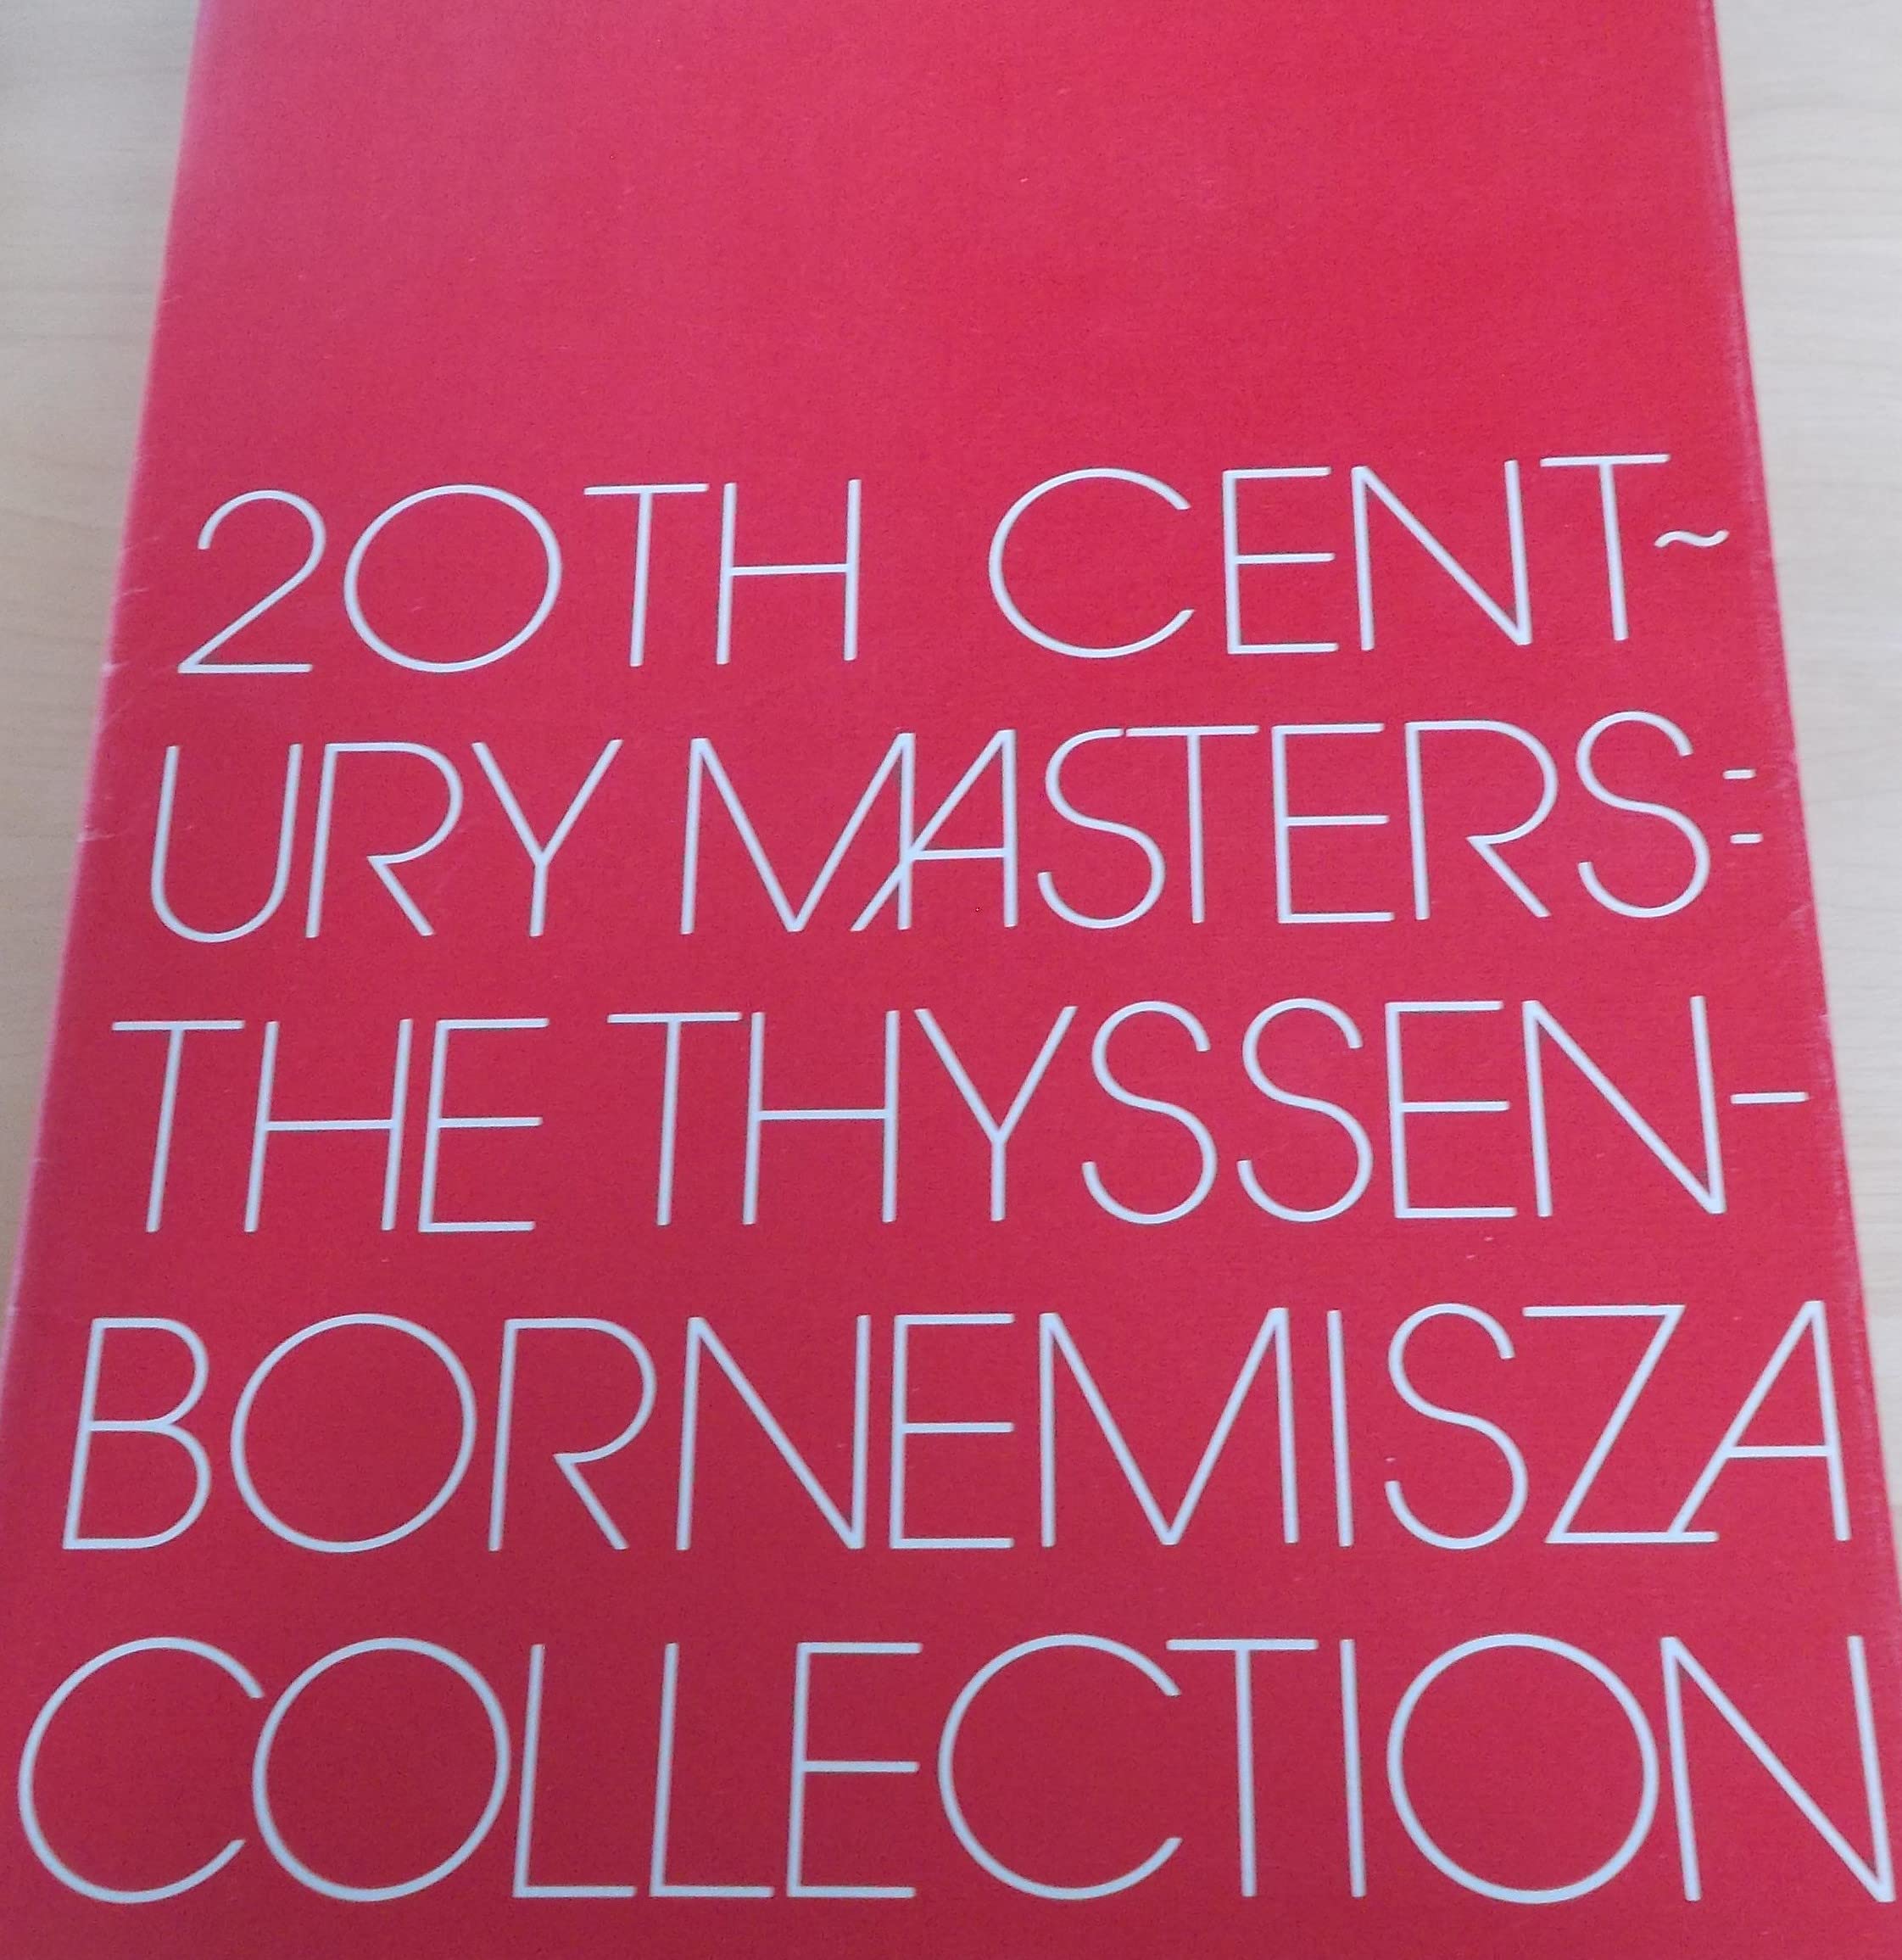 20TH CENT~
URY MASTERS:
THE THYSSEN-
BORNEMISZA
COLLECTION